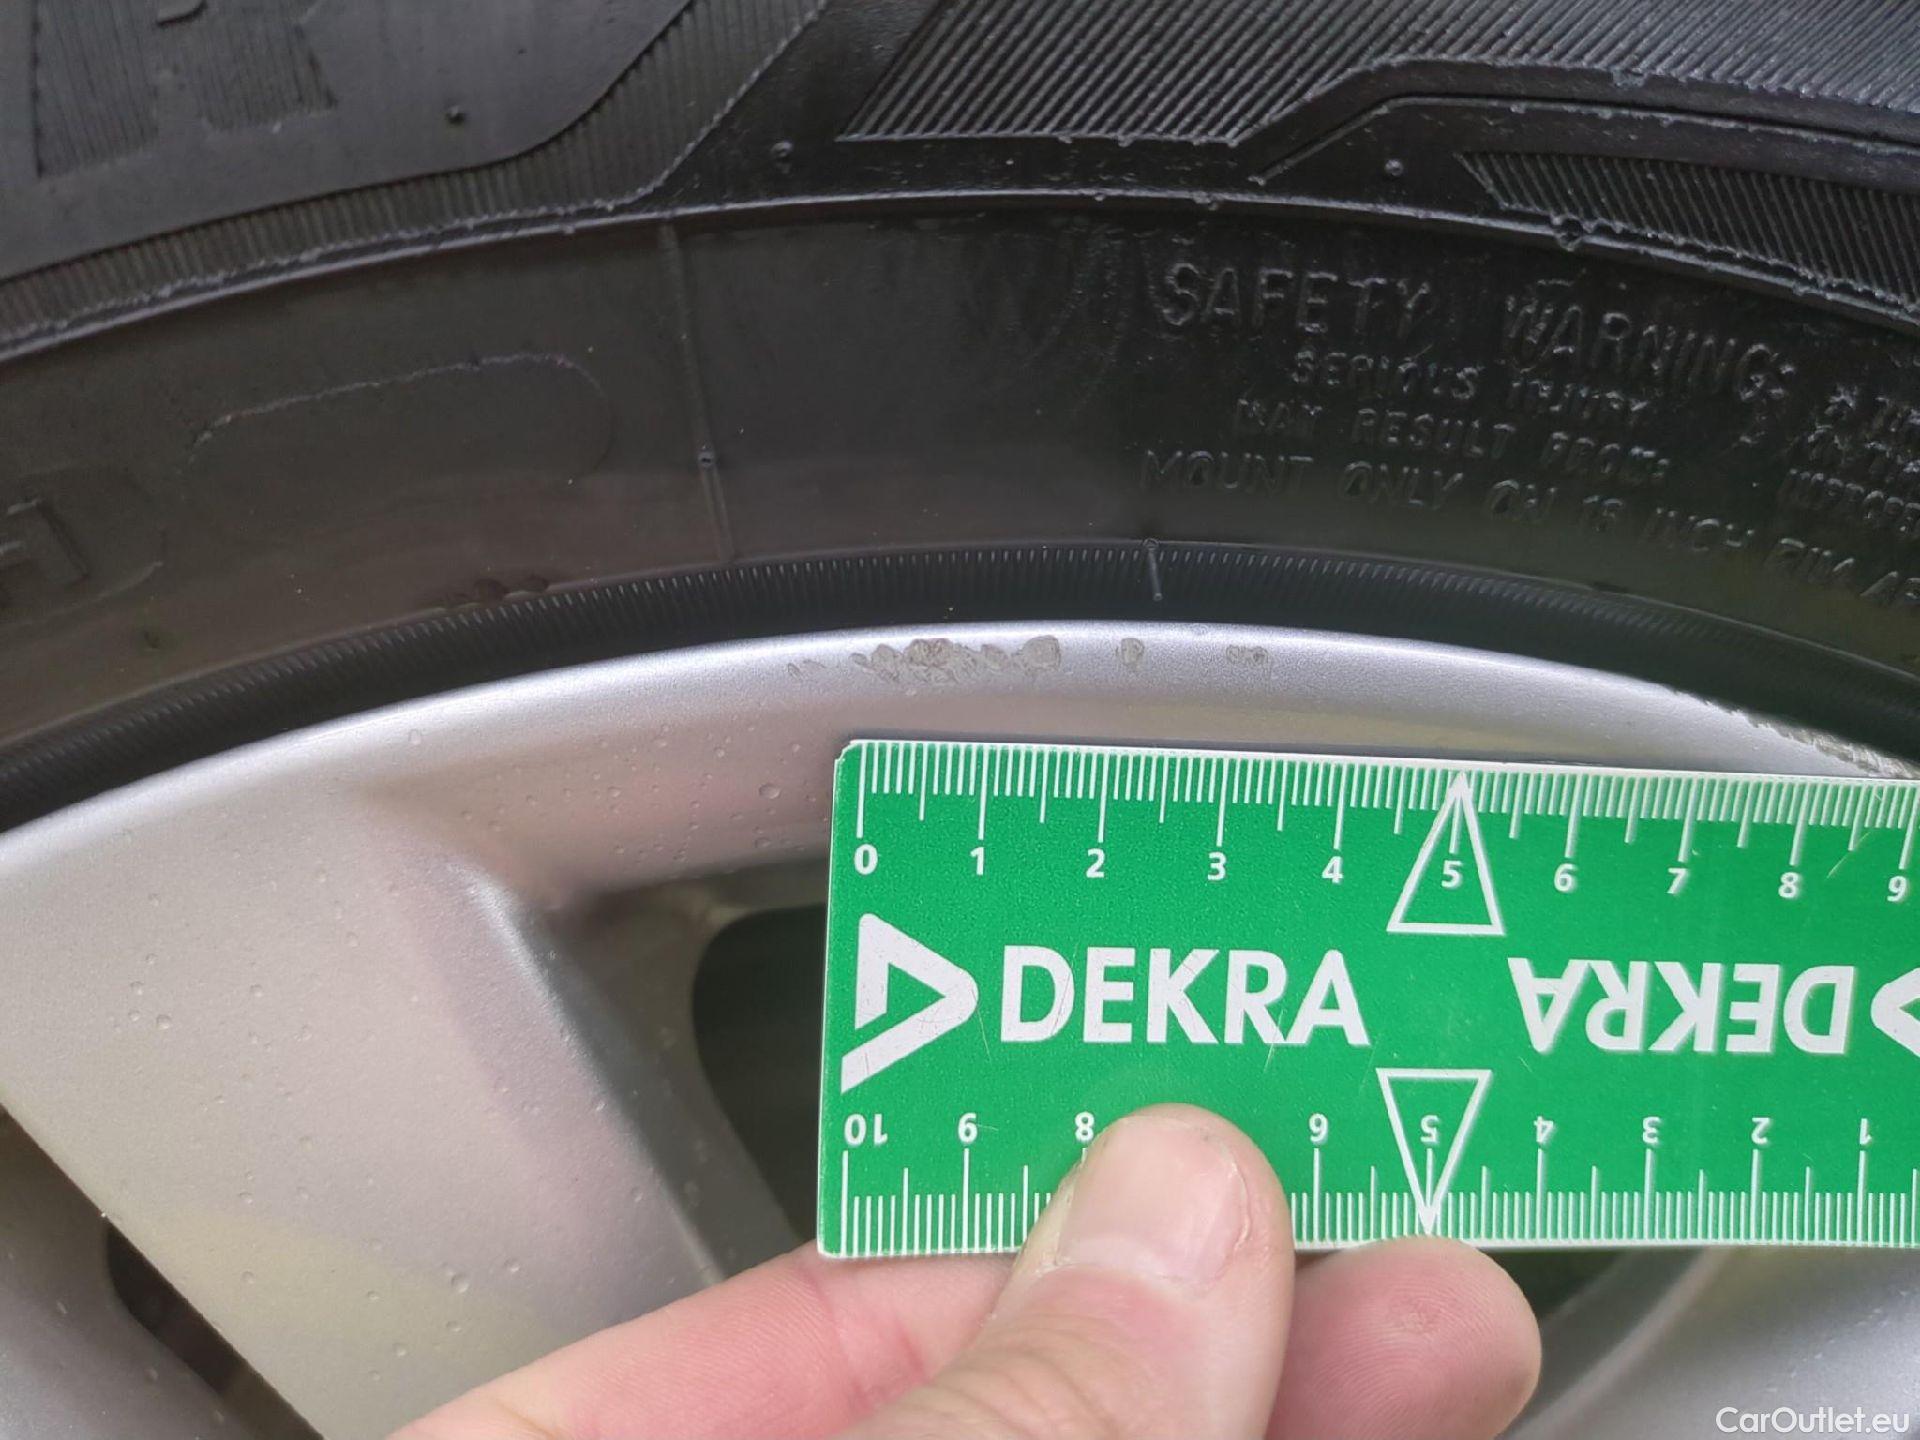 SAFETY WARNING:
SERIOUS INJURY
MAY RESULT FROM:
MOUNT ONLY ON 16 INCH RIM
0 1 2 3 4 5 6 7 8 9
DEKRA DEKRA
10 9 8 6 5 4 3 2 1
CarOutlet.eu